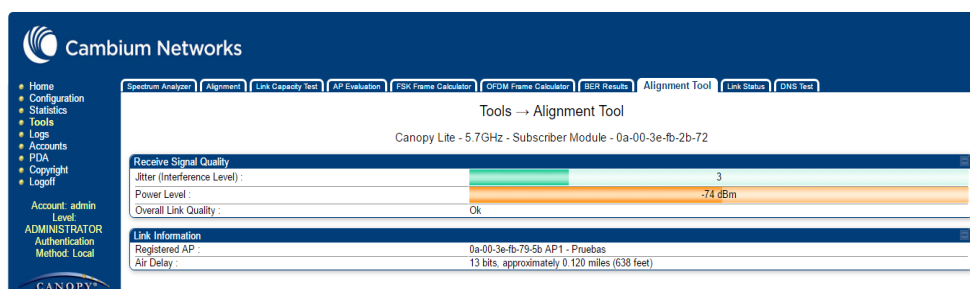 Cambium Networks
Home
Configuration
Statistics
Tools
Logs
Accounts
PDA
Copyright
Logoff
Account: admin
Level:
ADMINISTRATOR
Authentication
Method: Local
CANOPY®
Spectrum Analyzer Alignment Link Capacity Test AP Evaluation FSK Frame Calculator OFDM Frame Calculator BER Results Alignment Tool Link Status DNS Test
Tools → Alignment Tool
Canopy Lite - 5.7GHz - Subscriber Module - 0a-00-3e-fb-2b-72
Receive Signal Quality
Jitter (Interference Level) : 3
Power Level : -74 dBm
Overall Link Quality : Ok
Link Information
Registered AP : 0a-00-3e-fb-79-5b AP1 - Pruebas
Air Delay : 13 bits, approximately 0.120 miles (638 feet)